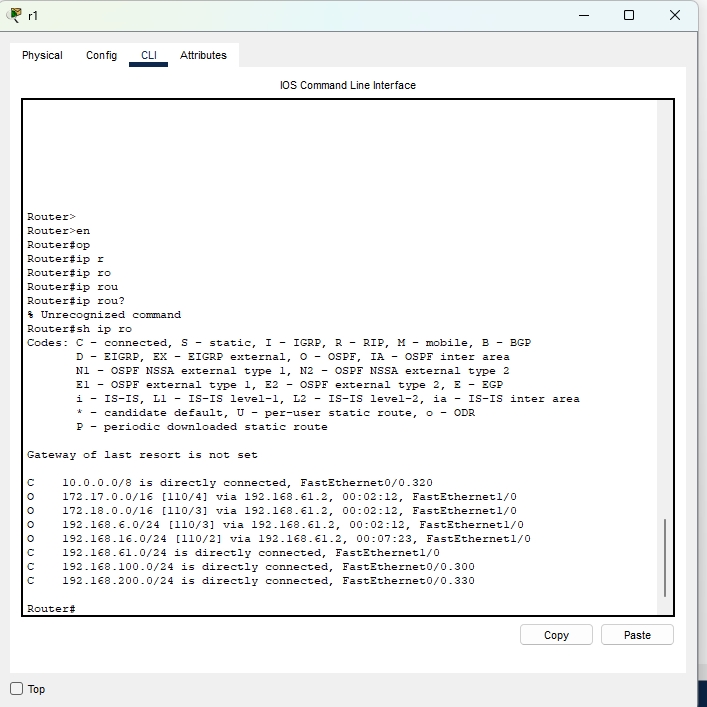 r1
Physical Config CLI Attributes
IOS Command Line Interface
Router>
Router>en
Router#op
Router#ip r
Router#ip ro
Router#ip rou
Router#ip rou?
% Unrecognized command
Router#sh ip ro
Codes: C - connected, S - static, I - IGRP, R - RIP, M - mobile, B - BGP
D - EIGRP, EX - EIGRP external, O - OSPF, IA - OSPF inter area
N1 - OSPF NSSA external type 1, N2 - OSPF NSSA external type 2
E1 - OSPF external type 1, E2 - OSPF external type 2, E - EGP
i - IS-IS, L1 - IS-IS level-1, L2 - IS-IS level-2, ia - IS-IS inter area
* - candidate default, U - per-user static route, o - ODR
P - periodic downloaded static route
Gateway of last resort is not set
C 10.0.0.0/8 is directly connected, FastEthernet0/0.320
O 172.17.0.0/16 [110/4] via 192.168.61.2, 00:02:12, FastEthernet1/0
O 172.18.0.0/16 [110/3] via 192.168.61.2, 00:02:12, FastEthernet1/0
O 192.168.6.0/24 [110/3] via 192.168.61.2, 00:02:12, FastEthernet1/0
O 192.168.16.0/24 [110/2] via 192.168.61.2, 00:07:23, FastEthernet1/0
C 192.168.61.0/24 is directly connected, FastEthernet1/0
C 192.168.100.0/24 is directly connected, FastEthernet0/0.300
C 192.168.200.0/24 is directly connected, FastEthernet0/0.330
Router#
Copy Paste
Top